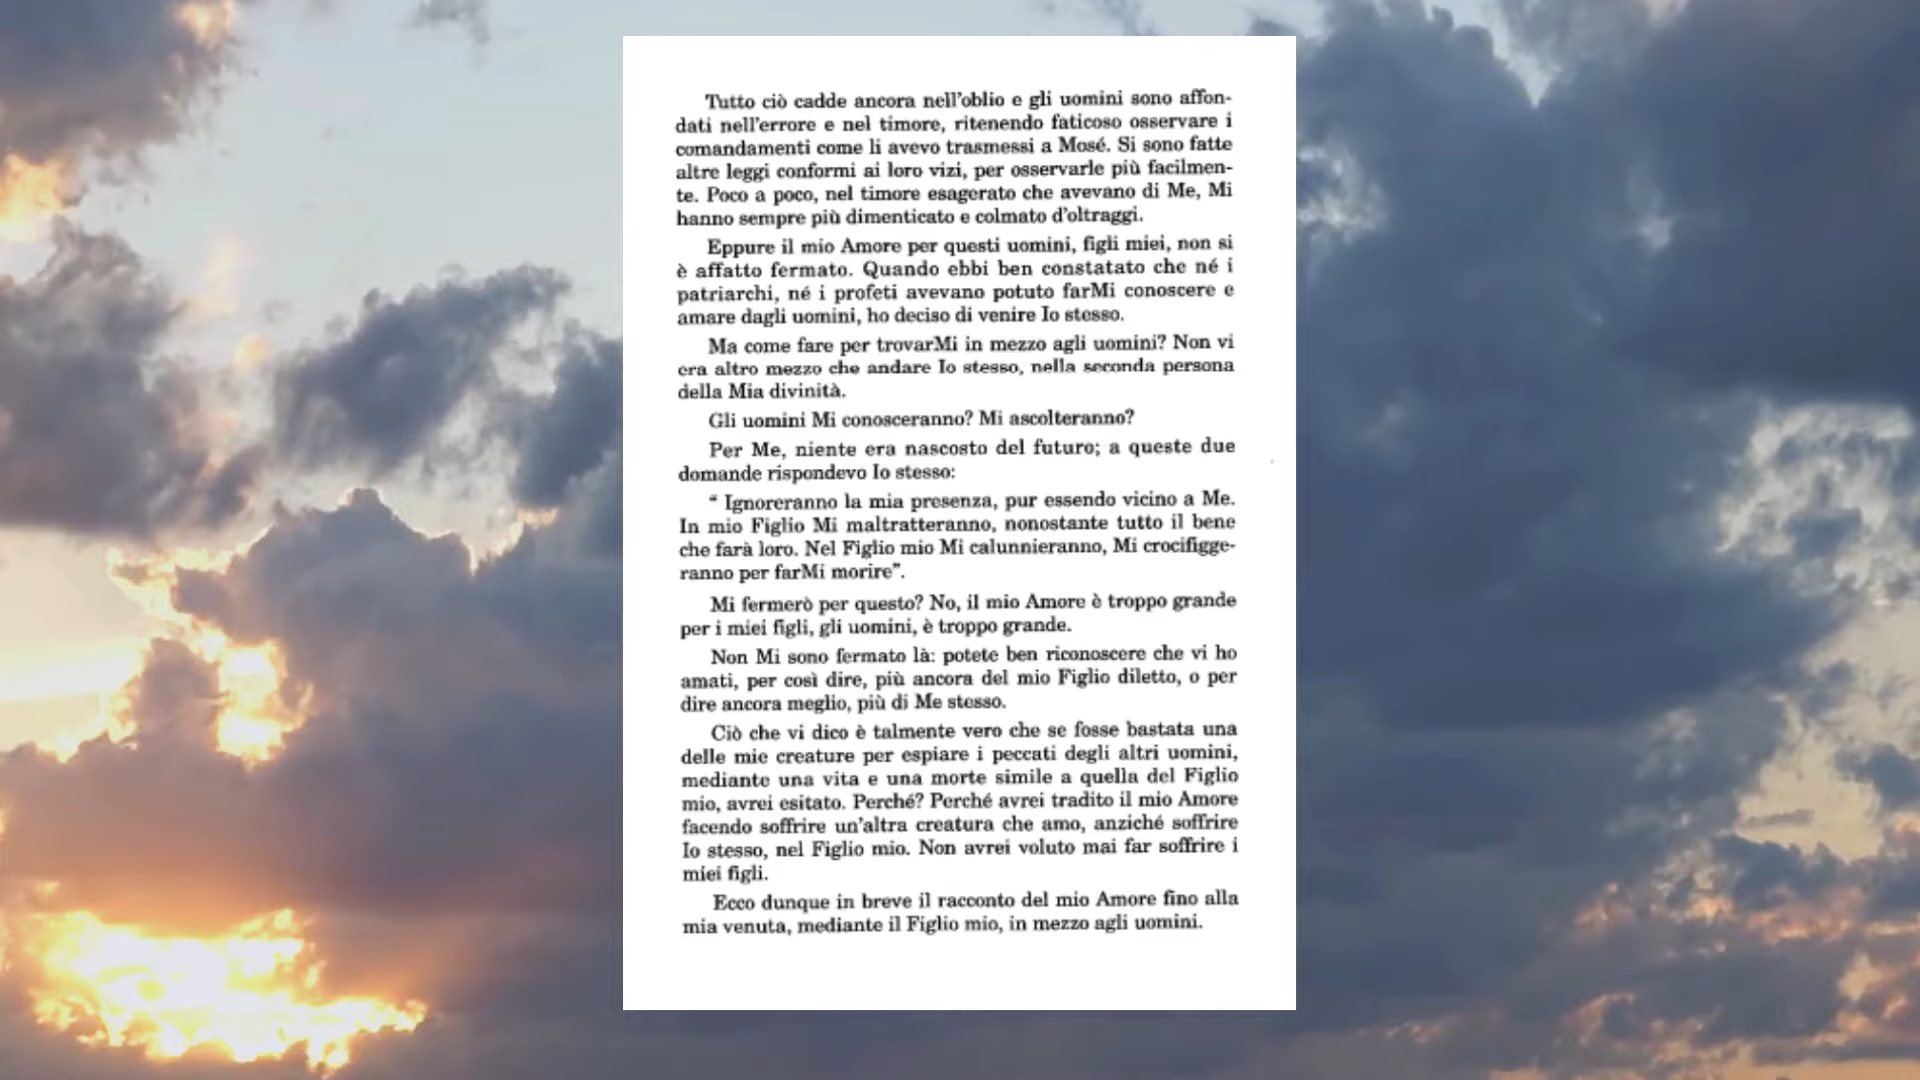 Tutto ciò cadde ancora nell'oblio e gli uomini sono affon-
dati nell'errore e nel timore, ritenendo faticoso osservare i
comandamenti come li avevo trasmessi a Mosé. Si sono fatte
altre leggi conformi ai loro vizi, per osservarle più facilmen-
te. Poco a poco, nel timore esagerato che avevano di Me, Mi
hanno sempre più dimenticato e colmato d'oltraggi.
Eppure il mio Amore per questi uomini, figli miei, non si
è affatto fermato. Quando ebbi ben constatato che né i
patriarchi, né i profeti avevano potuto farMi conoscere e
amare dagli uomini, ho deciso di venire Io stesso.
Ma come fare per trovarMi in mezzo agli uomini? Non vi
era altro mezzo che andare Io stesso, nella seconda persona
della Mia divinità.
Gli uomini Mi conosceranno? Mi ascolteranno?
Per Me, niente era nascosto del futuro; a queste due
domande rispondevo Io stesso:
“ Ignoreranno la mia presenza, pur essendo vicino a Me.
In mio Figlio Mi maltratteranno, nonostante tutto il bene
che farà loro. Nel Figlio mio Mi calunnieranno, Mi crocifigge-
ranno per farMi morire”.
Mi fermerò per questo? No, il mio Amore è troppo grande
per i miei figli, gli uomini, è troppo grande.
Non Mi sono fermato là: potete ben riconoscere che vi ho
amati, per così dire, più ancora del mio Figlio diletto, o per
dire ancora meglio, più di Me stesso.
Ciò che vi dico è talmente vero che se fosse bastata una
delle mie creature per espiare i peccati degli altri uomini,
mediante una vita e una morte simile a quella del Figlio
mio, avrei esitato. Perché? Perché avrei tradito il mio Amore
facendo soffrire un'altra creatura che amo, anziché soffrire
Io stesso, nel Figlio mio. Non avrei voluto mai far soffrire i
miei figli.
Ecco dunque in breve il racconto del mio Amore fino alla
mia venuta, mediante il Figlio mio, in mezzo agli uomini.